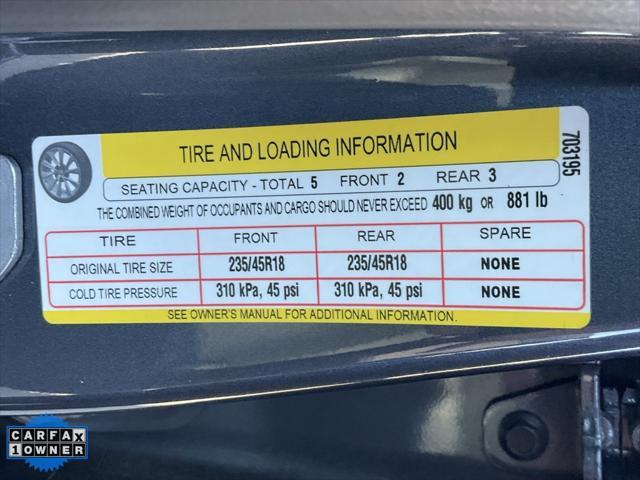 TIRE AND LOADING INFORMATION
703195
SEATING CAPACITY - TOTAL 5 FRONT 2 REAR 3
THE COMBINED WEIGHT OF OCCUPANTS AND CARGO SHOULD NEVER EXCEED 400 kg OR 881 lb
TIRE FRONT REAR SPARE
ORIGINAL TIRE SIZE 235/45R18 235/45R18 NONE
COLD TIRE PRESSURE 310 kPa, 45 psi 310 kPa, 45 psi NONE
SEE OWNER'S MANUAL FOR ADDITIONAL INFORMATION.
CARFAX
1 OWNER